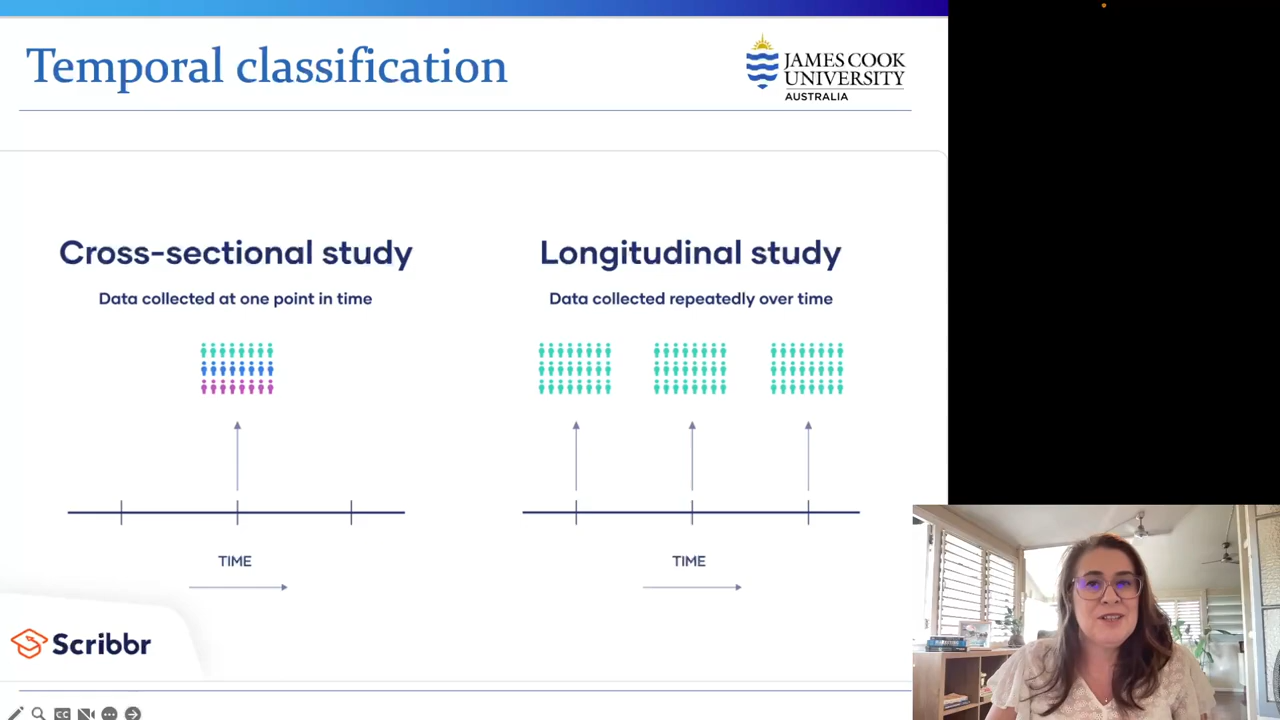 Temporal classification
JAMES COOK
UNIVERSITY
AUSTRALIA
Cross-sectional study
Data collected at one point in time
TIME
Longitudinal study
Data collected repeatedly over time
TIME
Scribbr
CC